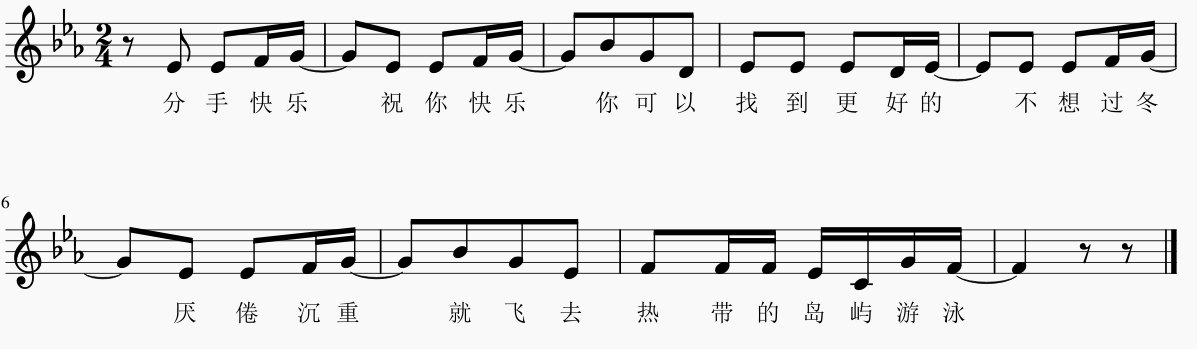 2
4
分 手 快 乐 祝 你 快 乐 你 可 以 找 到 更 好 的 不 想 过 冬
6
厌 倦 沉 重 就 飞 去 热 带 的 岛 屿 游 泳